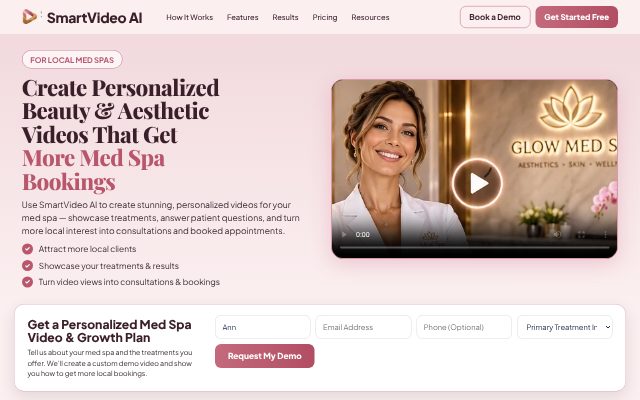 SmartVideo AI
How It Works
Features
Results
Pricing
Resources
Book a Demo
Get Started Free
FOR LOCAL MED SPAS
Create Personalized
Beauty & Aesthetic
Videos That Get
More Med Spa
Bookings
Use SmartVideo AI to create stunning, personalized videos for your
med spa — showcase treatments, answer patient questions, and turn
more local interest into consultations and booked appointments.
Attract more local clients
Showcase your treatments & results
Turn video views into consultations & bookings
GLOW MED S
AESTHETICS • SKIN • WELLN
0:00
Get a Personalized Med Spa
Video & Growth Plan
Tell us about your med spa and the treatments you
offer. We'll create a custom demo video and show
you how to get more local bookings.
Ann
Email Address
Phone (Optional)
Primary Treatment In
Request My Demo